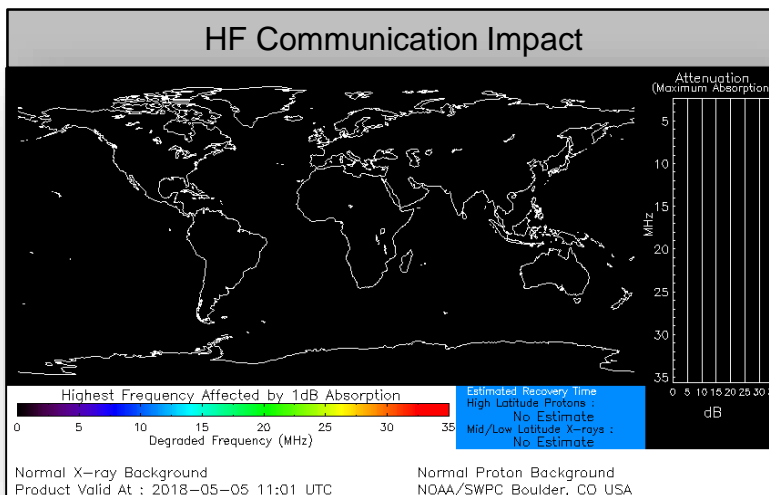 HF Communication Impact
Attenuation
(Maximum Absorption)
5
10
15
20
25
30
35
MHz
0 5 10 15 20 25 30
dB
Highest Frequency Affected by 1dB Absorption
0 5 10 15 20 25 30 35
Degraded Frequency (MHz)
Estimated Recovery Time
High Latitude Protons :
No Estimate
Mid/Low Latitude X-rays :
No Estimate
Normal X-ray Background
Product Valid At : 2018-05-05 11:01 UTC
Normal Proton Background
NOAA/SWPC Boulder, CO USA